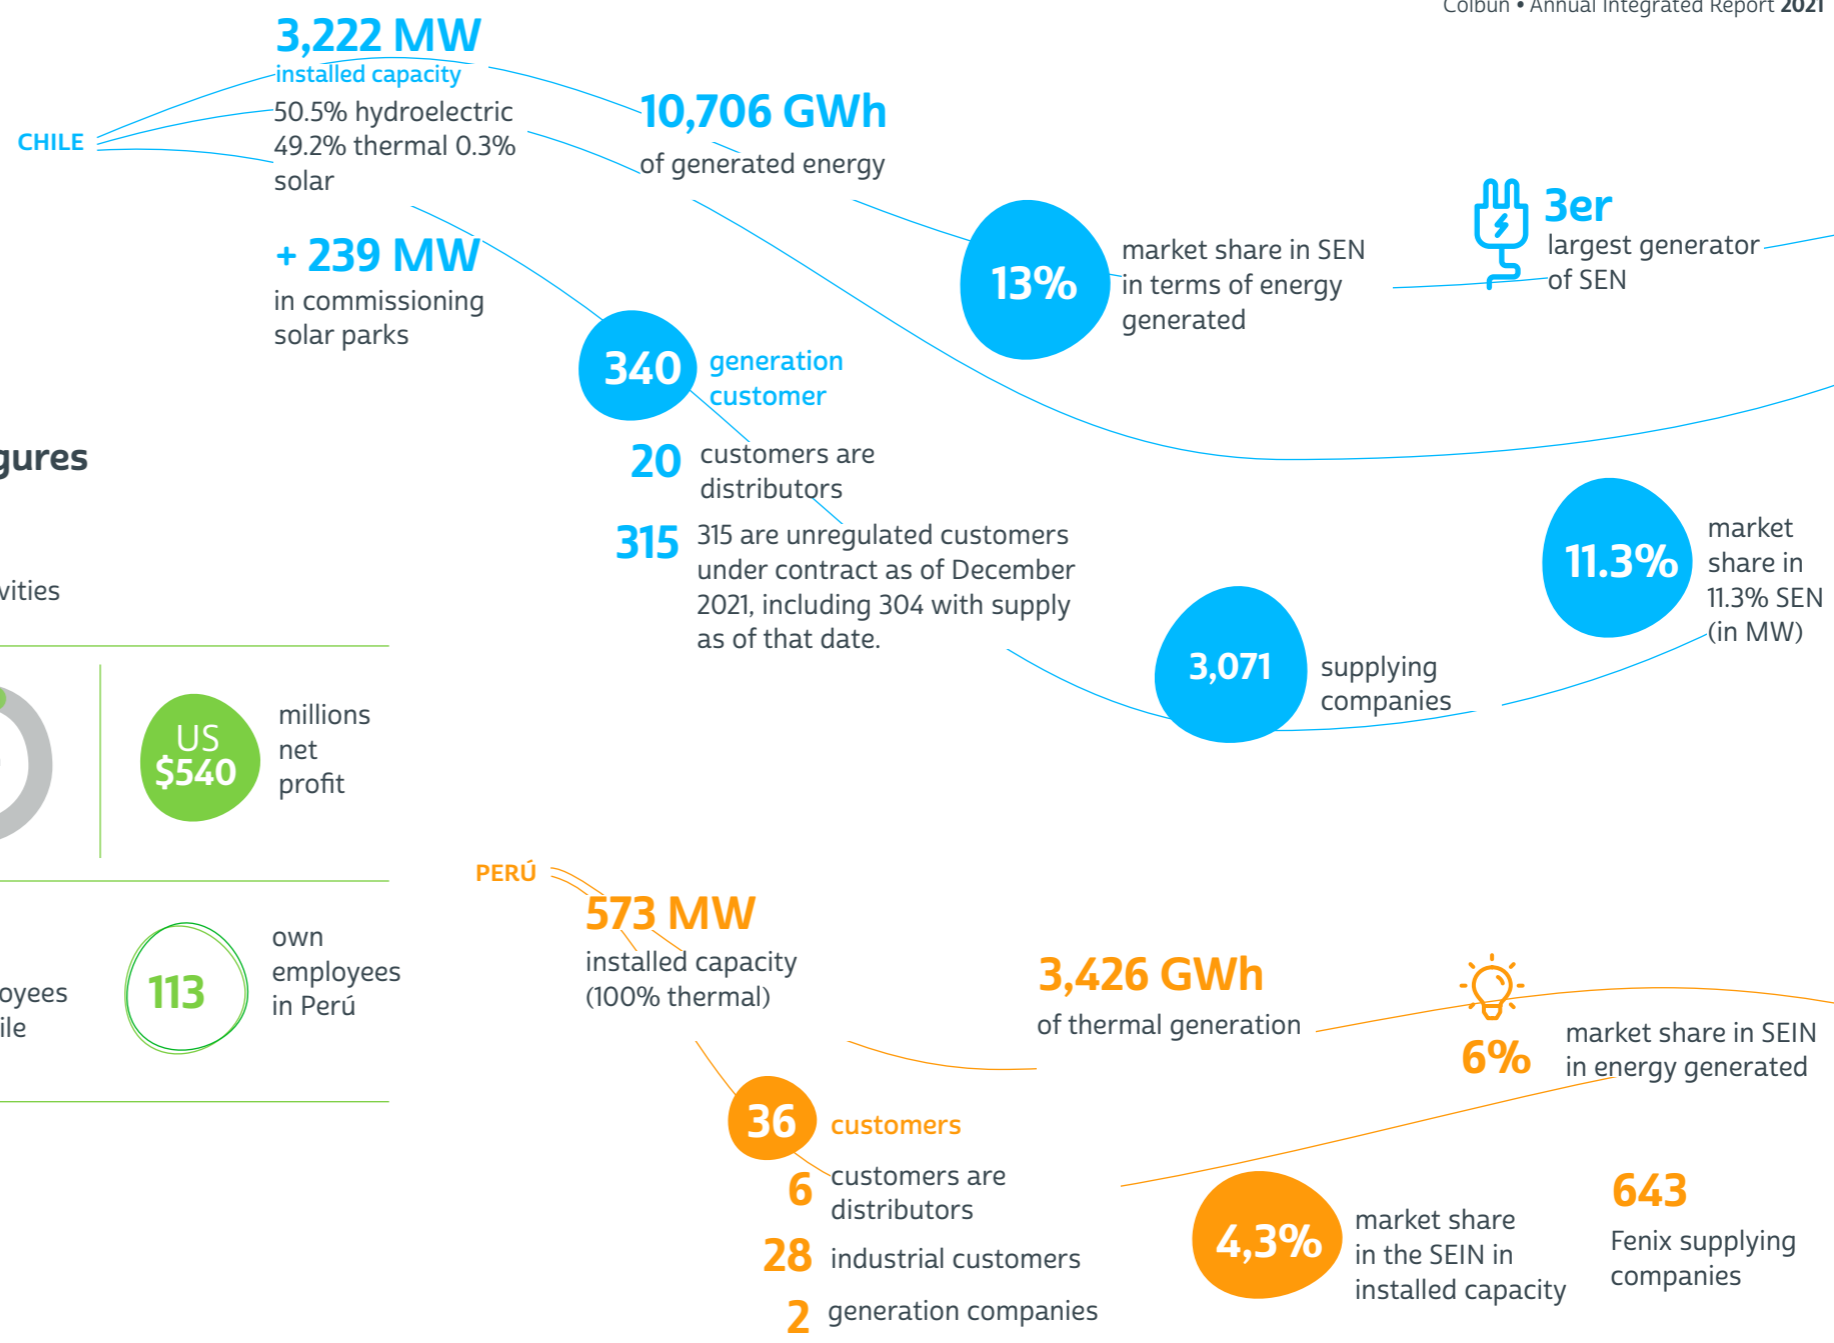 Colbún • Annual Integrated Report 2021
CHILE
3,222 MW
installed capacity
50.5% hydroelectric
49.2% thermal 0.3%
solar
+ 239 MW
in commissioning
solar parks
10,706 GWh
of generated energy
13%
market share in SEN
in terms of energy
generated
3er
largest generator
of SEN
340
generation
customer
20
customers are
distributors
315
315 are unregulated customers
under contract as of December
2021, including 304 with supply
as of that date.
3,071
supplying
companies
11.3%
market
share in
11.3% SEN
(in MW)
gures
vities
US
$540
millions
net
profit
oyees
ile
113
own
employees
in Perú
PERÚ
573 MW
installed capacity
(100% thermal)
3,426 GWh
of thermal generation
6%
market share in SEIN
in energy generated
36
customers
6
customers are
distributors
28
industrial customers
2
generation companies
4,3%
market share
in the SEIN in
installed capacity
643
Fenix supplying
companies